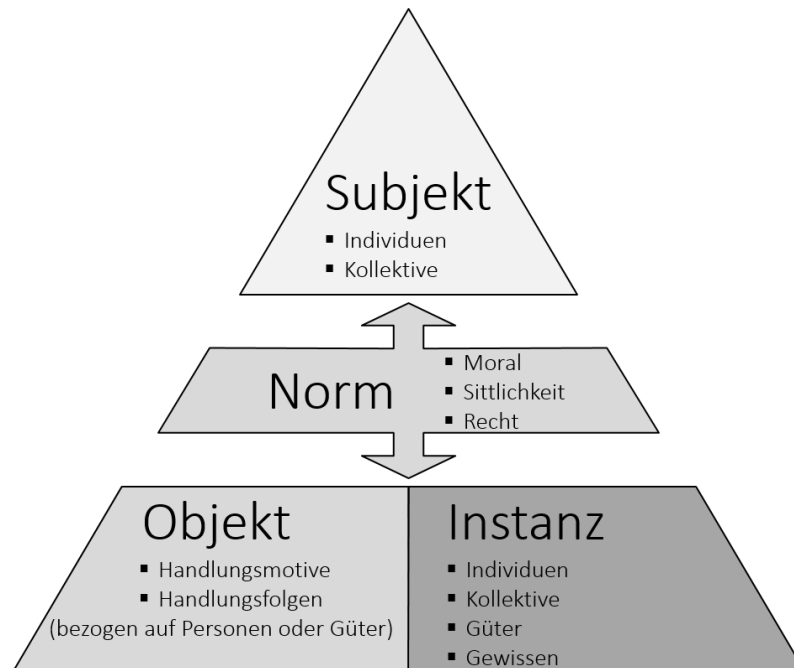 Subjekt
▪ Individuen
▪ Kollektive
Norm
▪ Moral
▪ Sittlichkeit
▪ Recht
Objekt
▪ Handlungsmotive
▪ Handlungsfolgen
(bezogen auf Personen oder Güter)
Instanz
▪ Individuen
▪ Kollektive
▪ Güter
▪ Gewissen